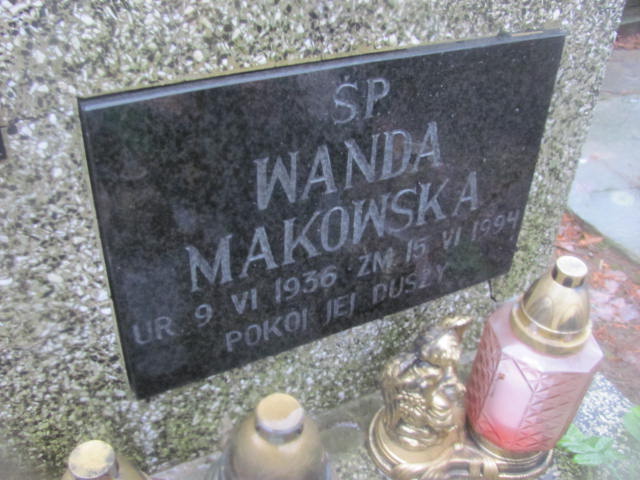 ŚP
WANDA
MAKOWSKA
UR. 9 VI 1936 ZM. 15 VI 1994
POKÓJ JEJ DUSZY